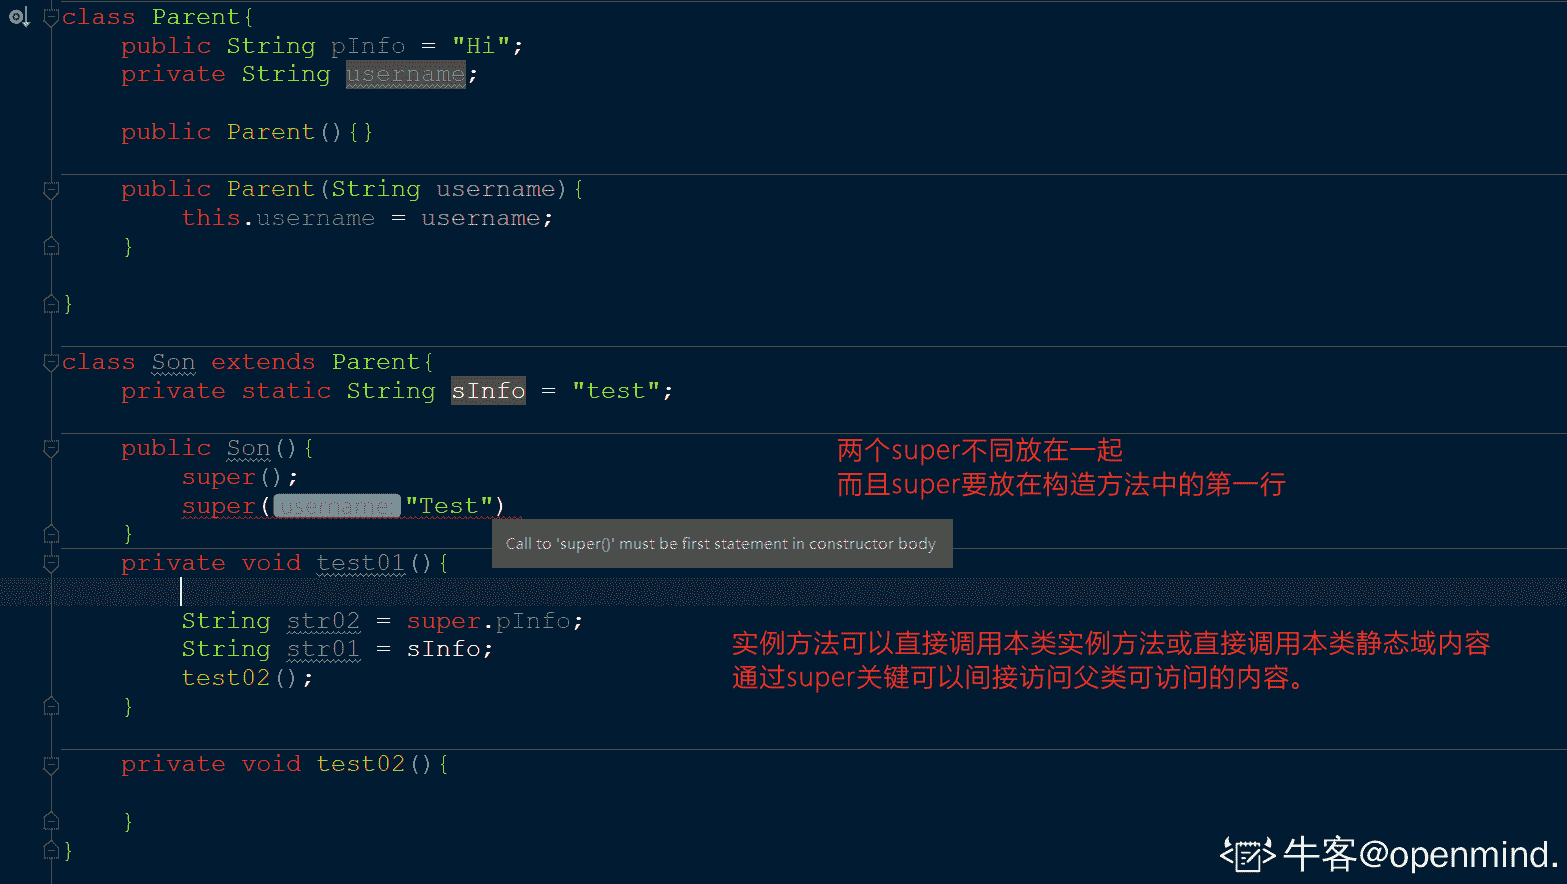 class Parent{
public String pInfo = "Hi";
private String username;
public Parent(){}
public Parent(String username){
this.username = username;
}
}
class Son extends Parent{
private static String sInfo = "test";
public Son(){
两个super不同放在一起
super();
而且super要放在构造方法中的第一行
super( username: "Test")
}
Call to 'super()' must be first statement in constructor body
private void test01(){
String str02 = super.pInfo;
String str01 = sInfo;
实例方法可以直接调用本类实例方法或直接调用本类静态域内容
test02();
通过super关键可以间接访问父类可访问的内容。
}
private void test02(){
}
}
牛客@openmind.